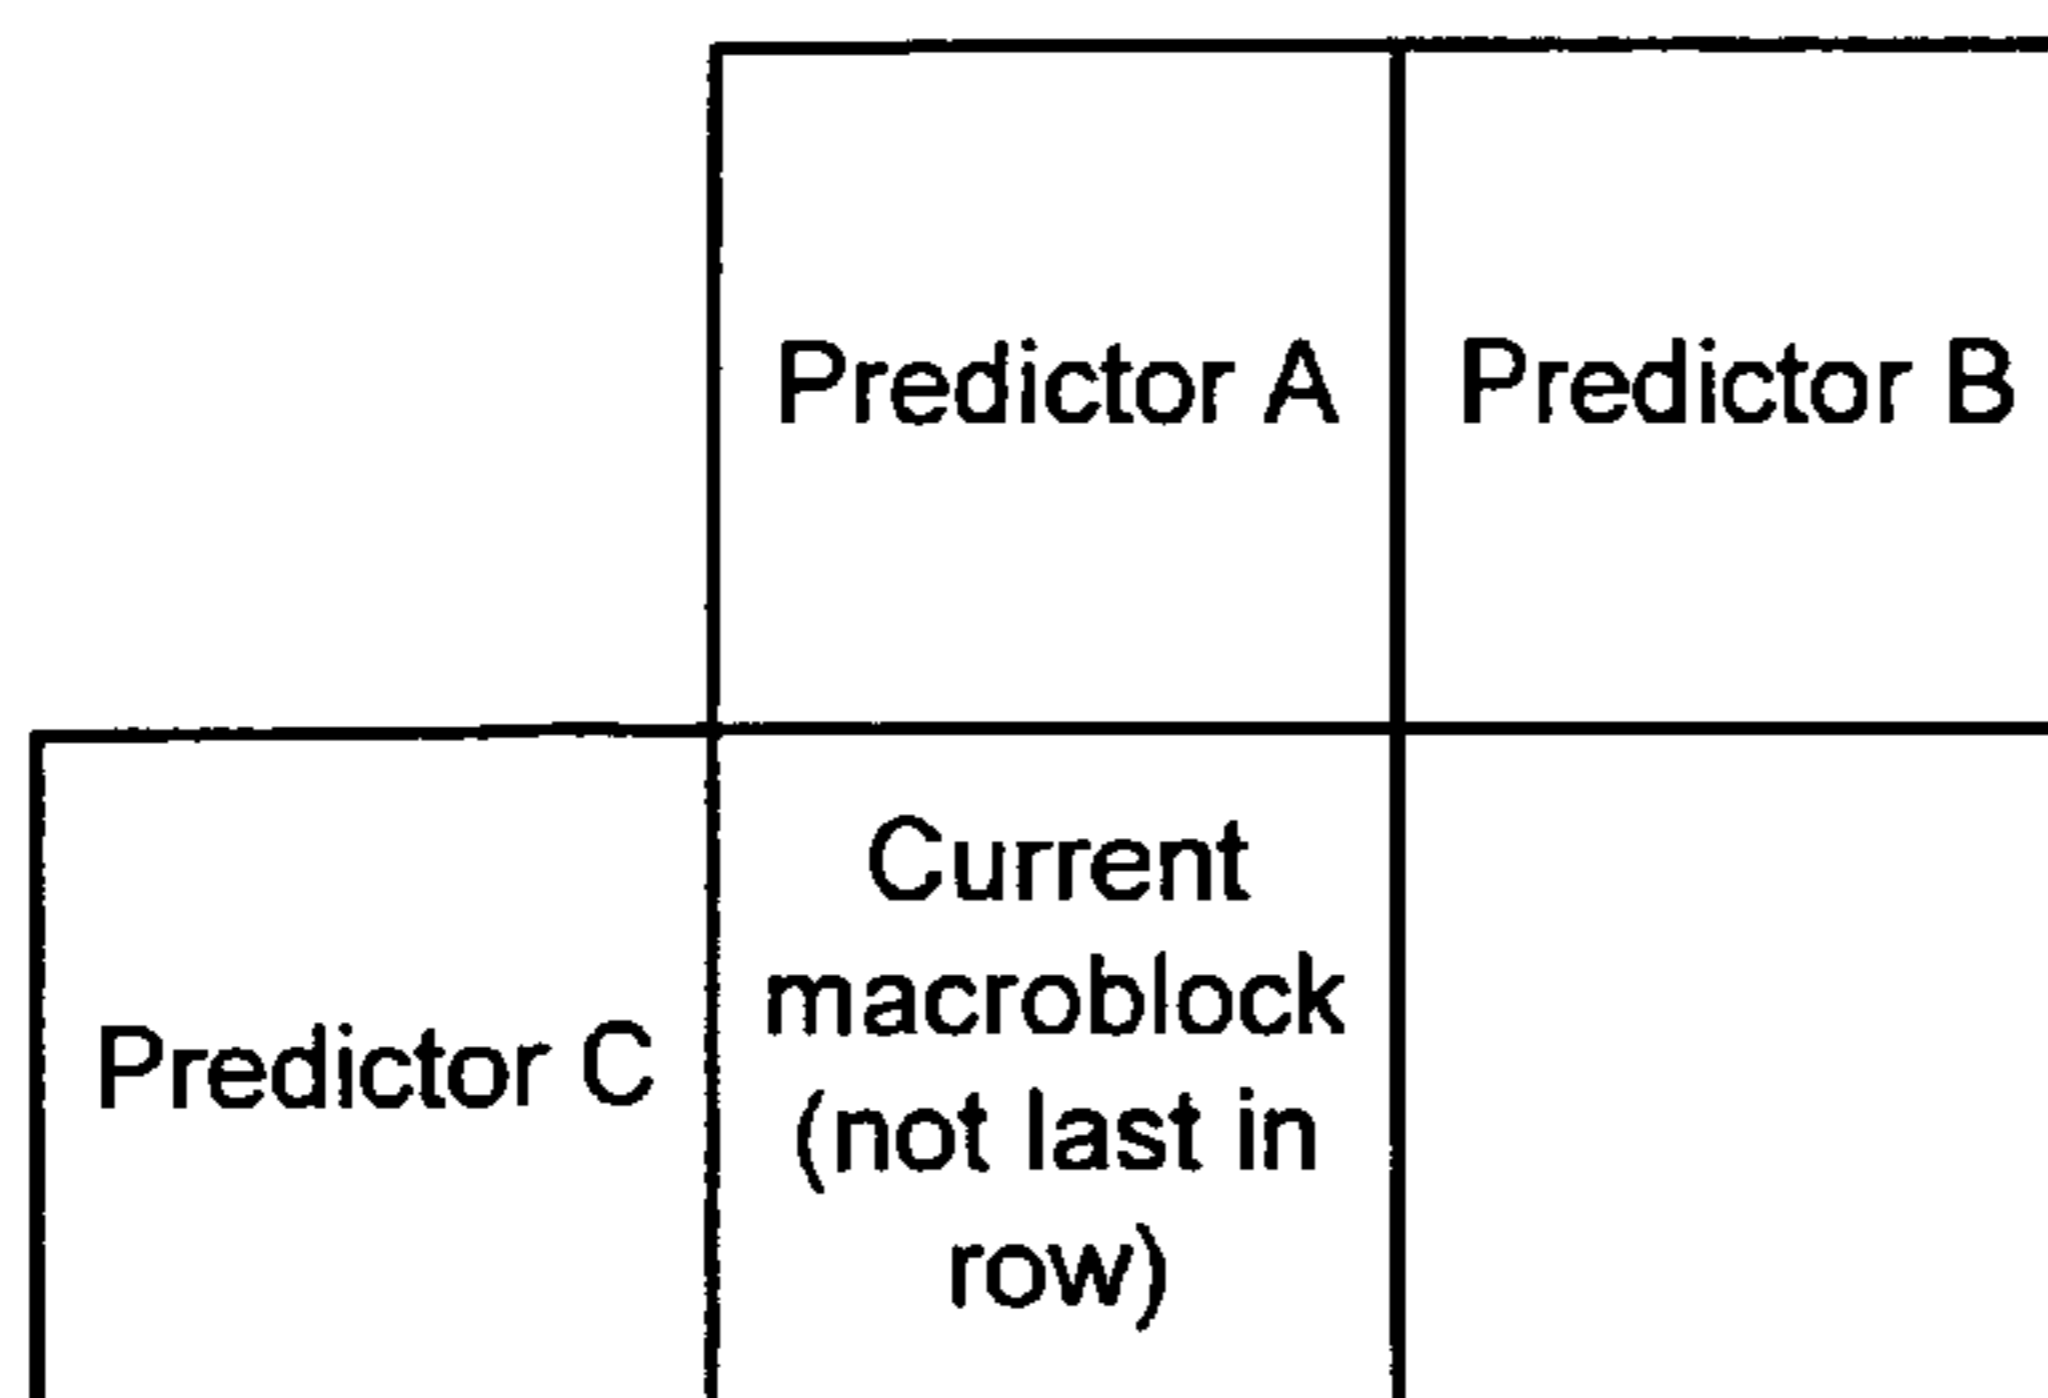 Predictor A
Predictor B
Predictor C
Current
macroblock
(not last in
row)